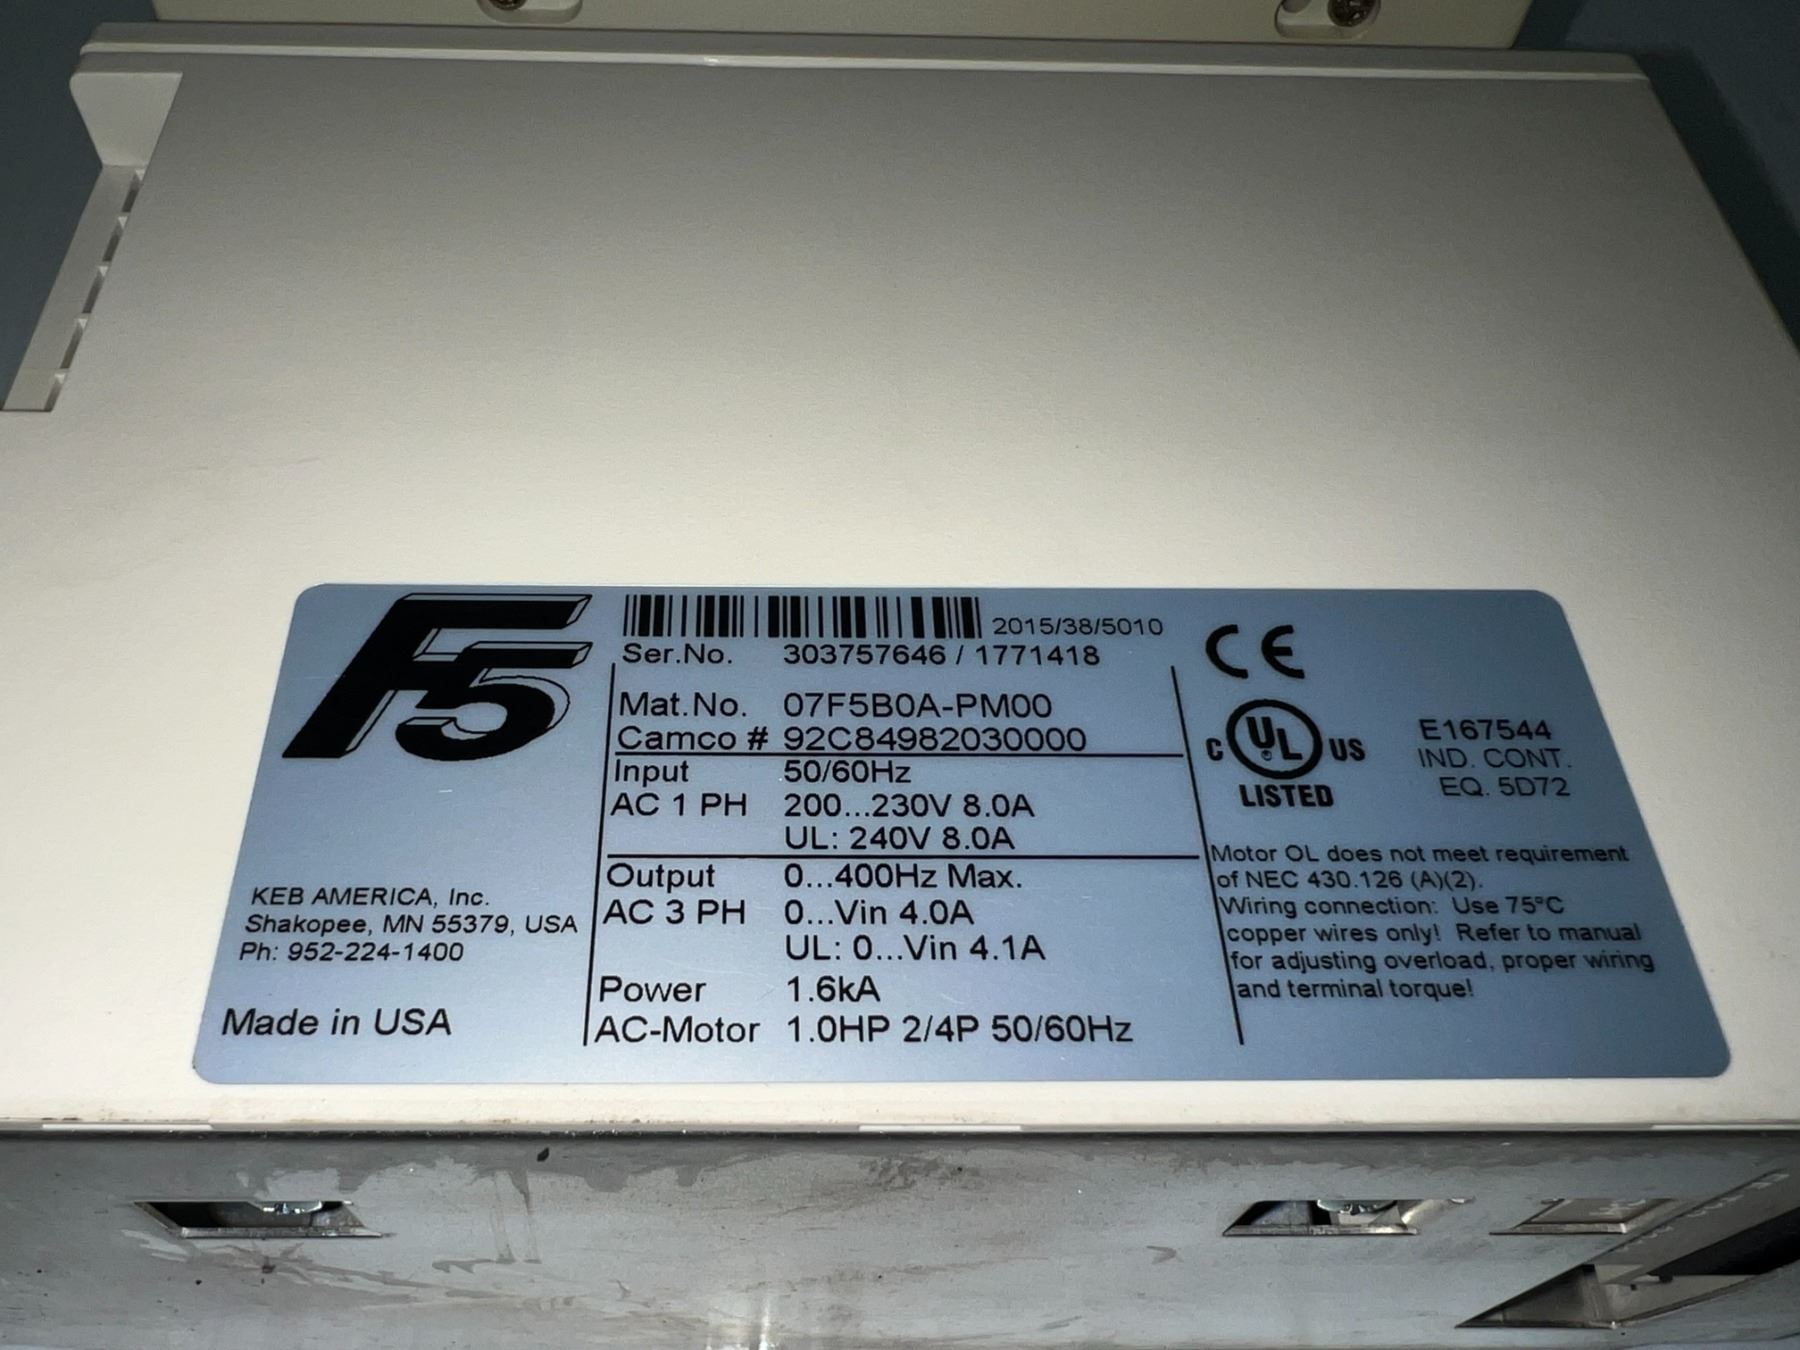 F5
2015/38/5010
Ser.No. 303757646 / 1771418
Mat.No. 07F5B0A-PM00
Camco # 92C84982030000
Input 50/60Hz
AC 1 PH 200...230V 8.0A
UL: 240V 8.0A
Output 0...400Hz Max.
AC 3 PH 0...Vin 4.0A
UL: 0...Vin 4.1A
Power 1.6kA
AC-Motor 1.0HP 2/4P 50/60Hz
KEB AMERICA, Inc.
Shakopee, MN 55379, USA
Ph: 952-224-1400
Made in USA
CE
C UL ® US
LISTED
E167544
IND. CONT.
EQ. 5D72
Motor OL does not meet requirement
of NEC 430.126 (A)(2).
Wiring connection: Use 75°C
copper wires only! Refer to manual
for adjusting overload, proper wiring
and terminal torque!